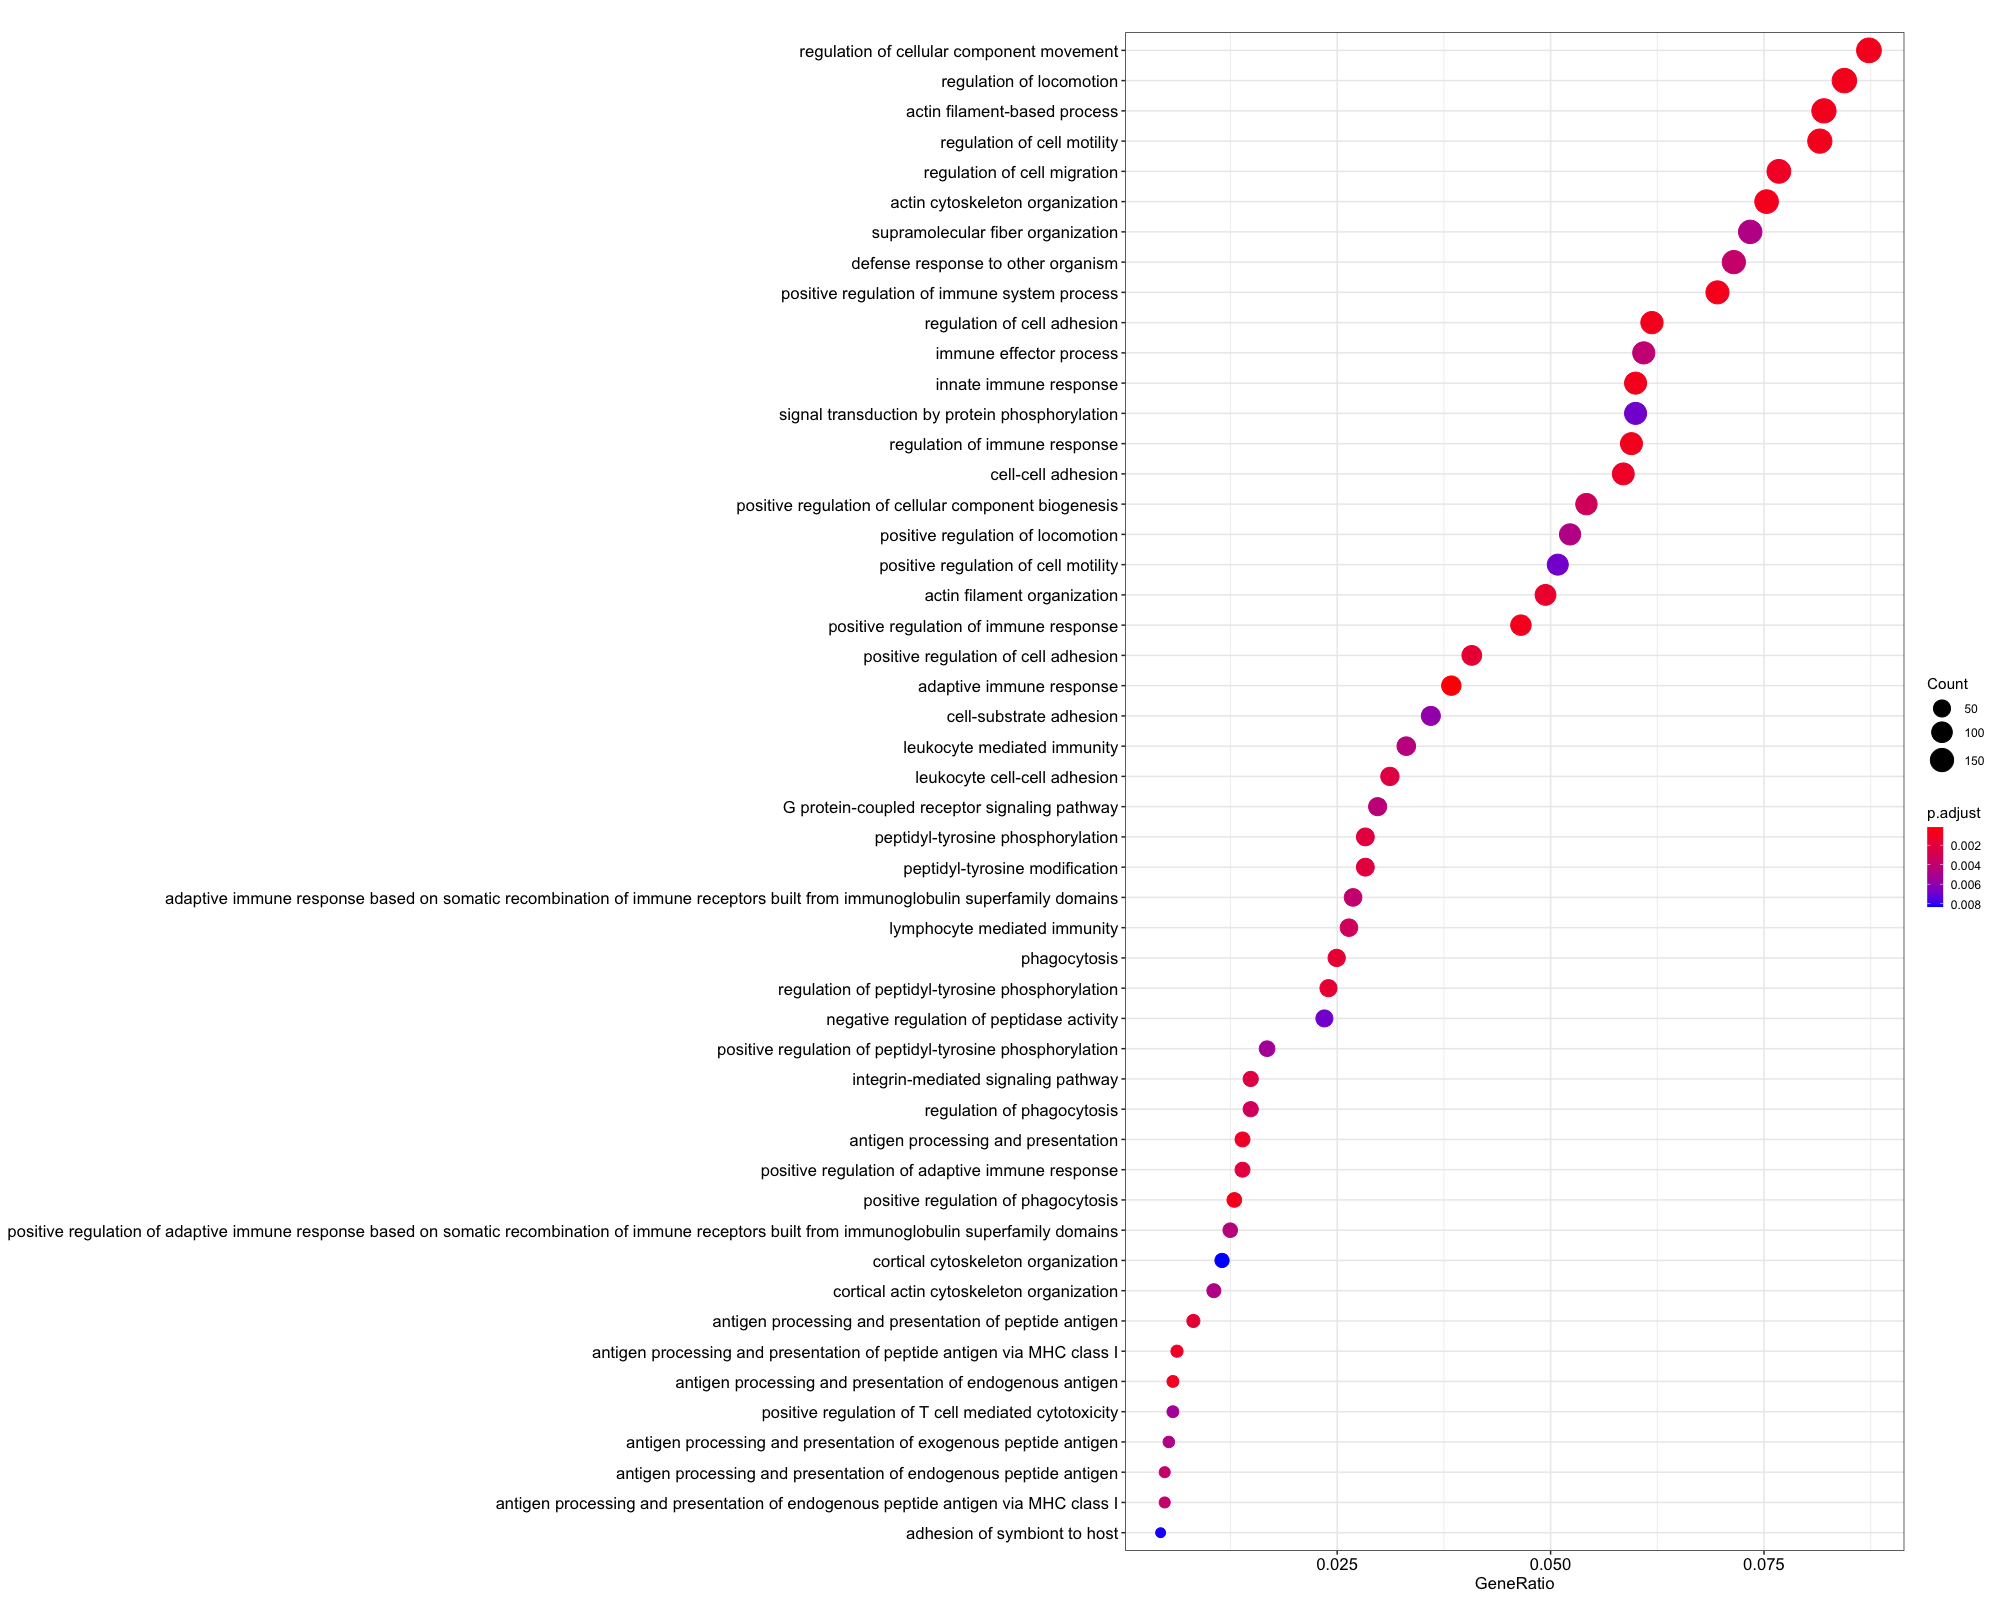 regulation of cellular component movement
regulation of locomotion
actin filament-based process
regulation of cell motility
regulation of cell migration
actin cytoskeleton organization
supramolecular fiber organization
defense response to other organism
positive regulation of immune system process
regulation of cell adhesion
immune effector process
innate immune response
signal transduction by protein phosphorylation
regulation of immune response
cell-cell adhesion
positive regulation of cellular component biogenesis
positive regulation of locomotion
positive regulation of cell motility
actin filament organization
positive regulation of immune response
positive regulation of cell adhesion
adaptive immune response
cell-substrate adhesion
leukocyte mediated immunity
leukocyte cell-cell adhesion
G protein-coupled receptor signaling pathway
peptidyl-tyrosine phosphorylation
peptidyl-tyrosine modification
adaptive immune response based on somatic recombination of immune receptors built from immunoglobulin superfamily domains
lymphocyte mediated immunity
phagocytosis
regulation of peptidyl-tyrosine phosphorylation
negative regulation of peptidase activity
positive regulation of peptidyl-tyrosine phosphorylation
integrin-mediated signaling pathway
regulation of phagocytosis
antigen processing and presentation
positive regulation of adaptive immune response
positive regulation of phagocytosis
positive regulation of adaptive immune response based on somatic recombination of immune receptors built from immunoglobulin superfamily domains
cortical cytoskeleton organization
cortical actin cytoskeleton organization
antigen processing and presentation of peptide antigen
antigen processing and presentation of peptide antigen via MHC class I
antigen processing and presentation of endogenous antigen
positive regulation of T cell mediated cytotoxicity
antigen processing and presentation of exogenous peptide antigen
antigen processing and presentation of endogenous peptide antigen
antigen processing and presentation of endogenous peptide antigen via MHC class I
adhesion of symbiont to host
0.025 0.050 0.075
GeneRatio
Count
50
100
150
p.adjust
0.002
0.004
0.006
0.008